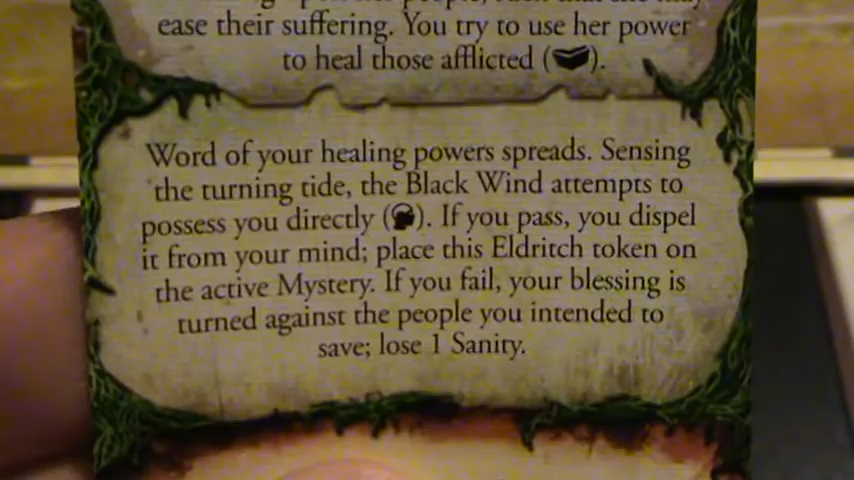 ease their suffering. You try to use her power
to heal those afflicted ( ).
Word of your healing powers spreads. Sensing
the turning tide, the Black Wind attempts to
possess you directly ( ). If you pass, you dispel
it from your mind; place this Eldritch token on
the active Mystery. If you fail, your blessing is
turned against the people you intended to
save; lose 1 Sanity.